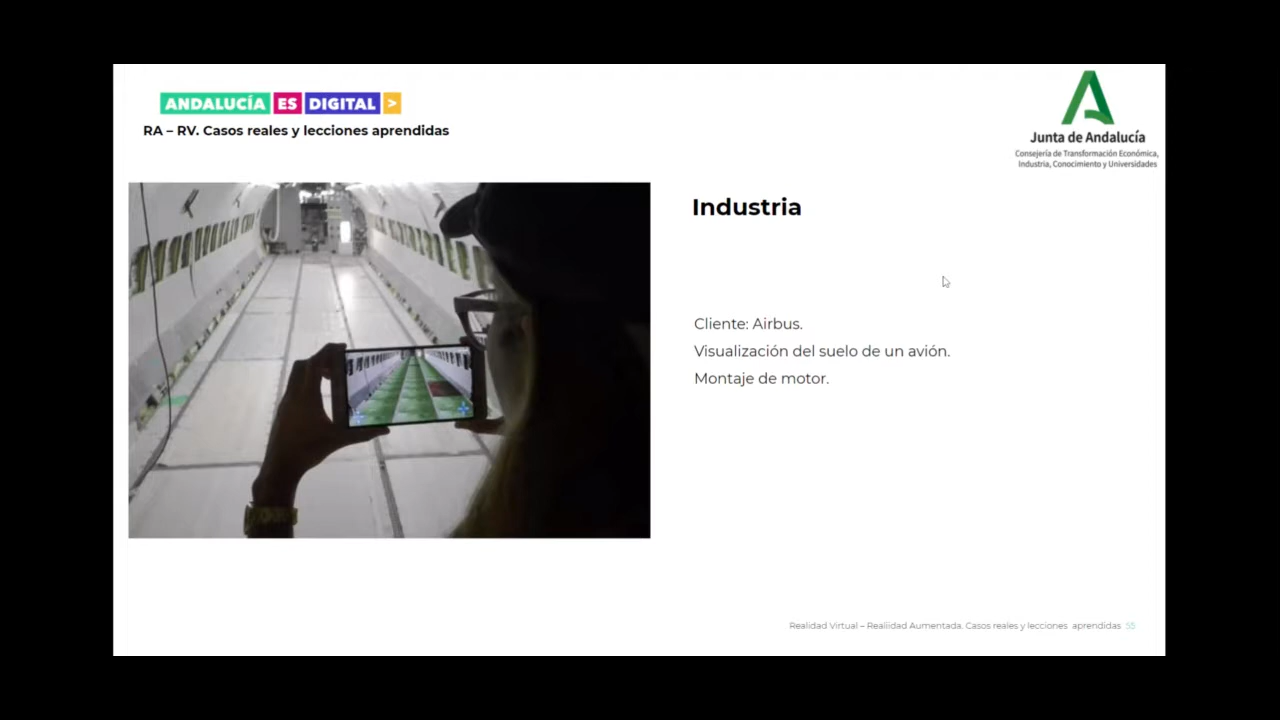 ANDALUCÍA ES DIGITAL >
RA – RV. Casos reales y lecciones aprendidas
Junta de Andalucía
Consejería de Transformación Económica,
Industria, Conocimiento y Universidades
Industria
Cliente: Airbus.
Visualización del suelo de un avión.
Montaje de motor.
Realidad Virtual – Realidad Aumentada. Casos reales y lecciones aprendidas 55